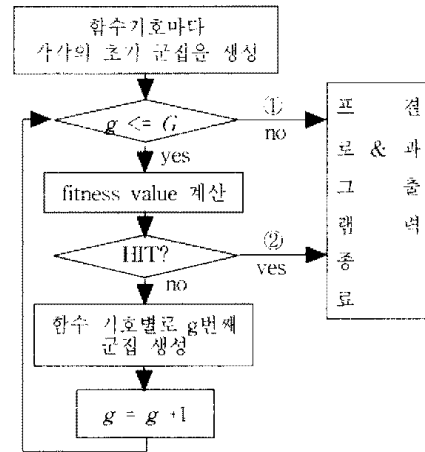 함수기호마다
각각의 초기 군집을 생성
g <= G
①
no
yes
fitness value 계산
HIT?
②
yes
no
함수 기호별로 g번째
군집 생성
g = g +1
프로그램종료
&
결과출력